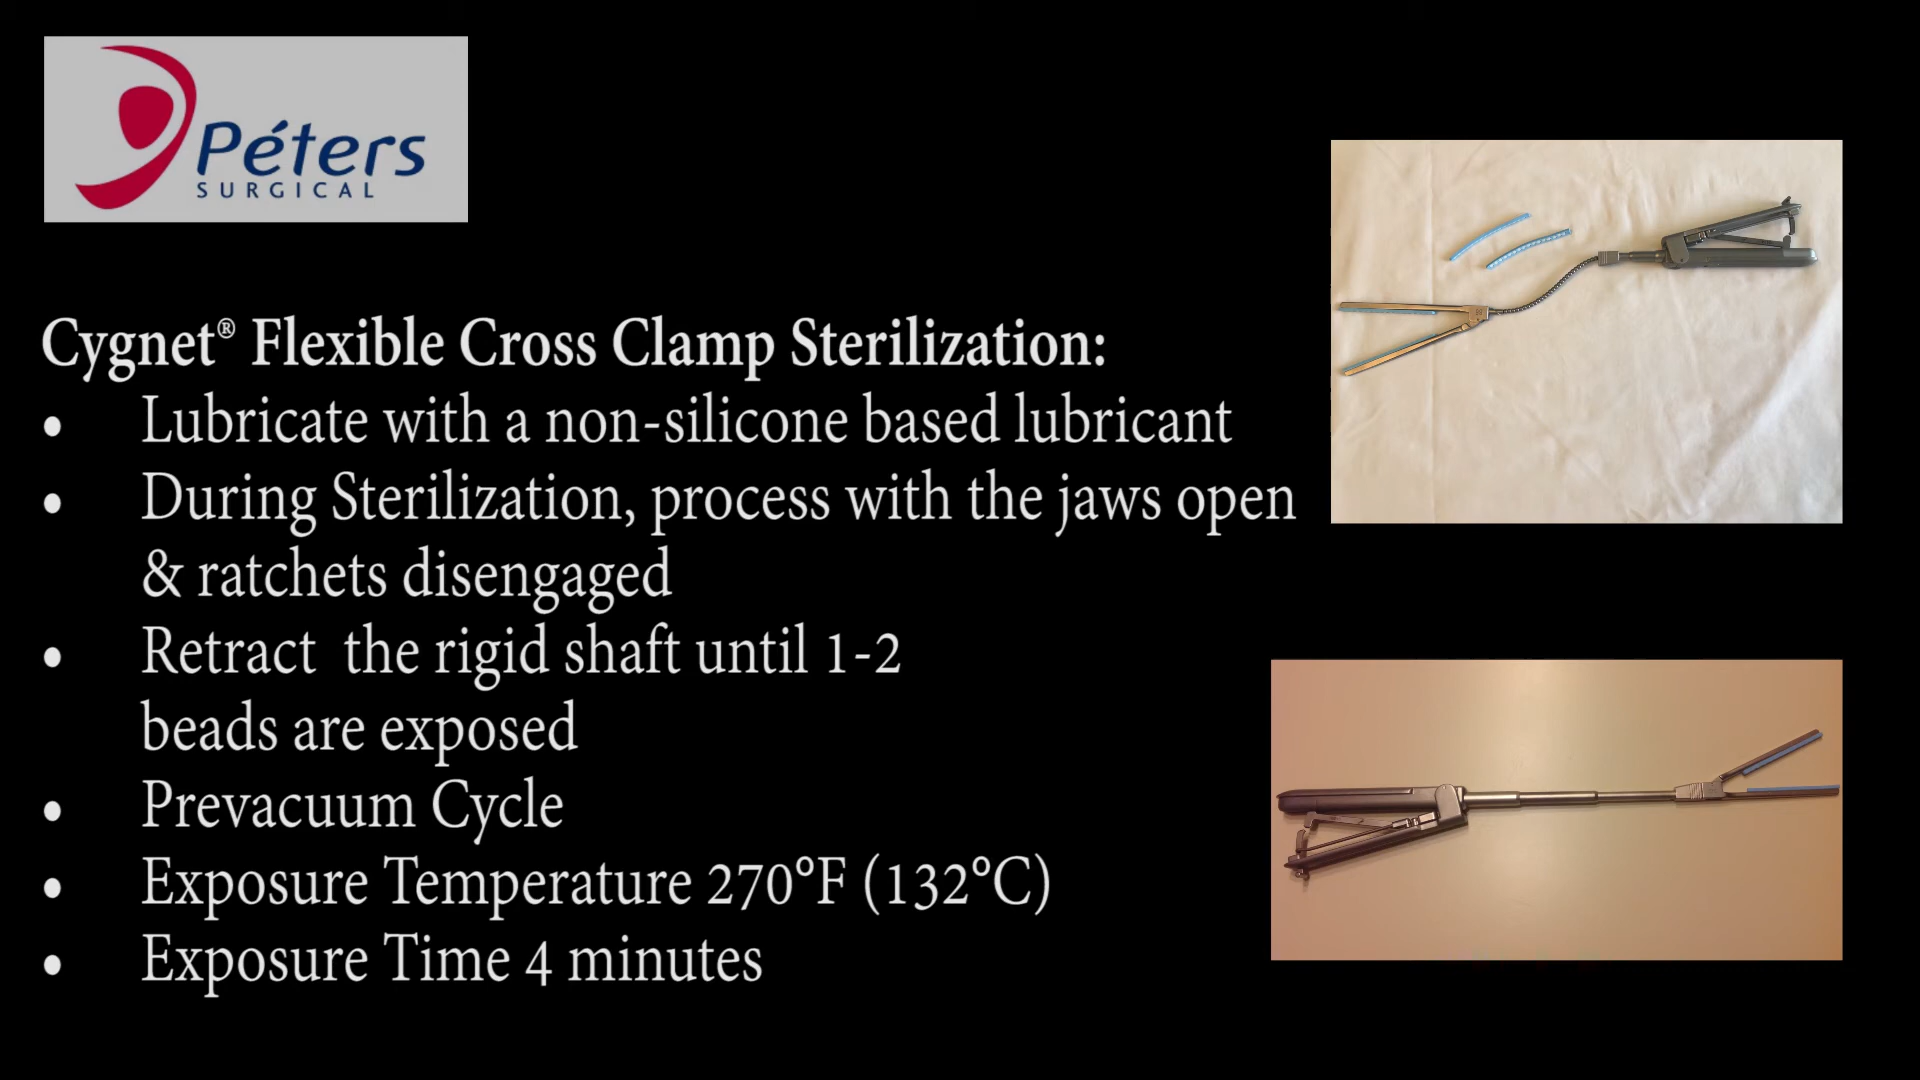 Péters
SURGICAL
Cygnet® Flexible Cross Clamp Sterilization:
• Lubricate with a non-silicone based lubricant
• During Sterilization, process with the jaws open
& ratchets disengaged
• Retract  the rigid shaft until 1-2
beads are exposed
• Prevacuum Cycle
• Exposure Temperature 270°F (132°C)
• Exposure Time 4 minutes